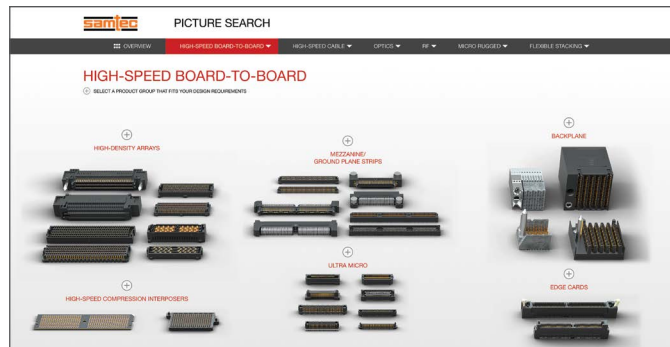 samtec
PICTURE SEARCH
OVERVIEW
HIGH-SPEED BOARD-TO-BOARD
HIGH-SPEED CABLE
OPTICS
RF
MICRO RUGGED
FLEXIBLE STACKING
HIGH-SPEED BOARD-TO-BOARD
SELECT A PRODUCT GROUP THAT FITS YOUR DESIGN REQUIREMENTS
HIGH-DENSITY ARRAYS
MEZZANINE/
GROUND PLANE STRIPS
BACKPLANE
ULTRA MICRO
HIGH-SPEED COMPRESSION INTERPOSERS
EDGE CARDS